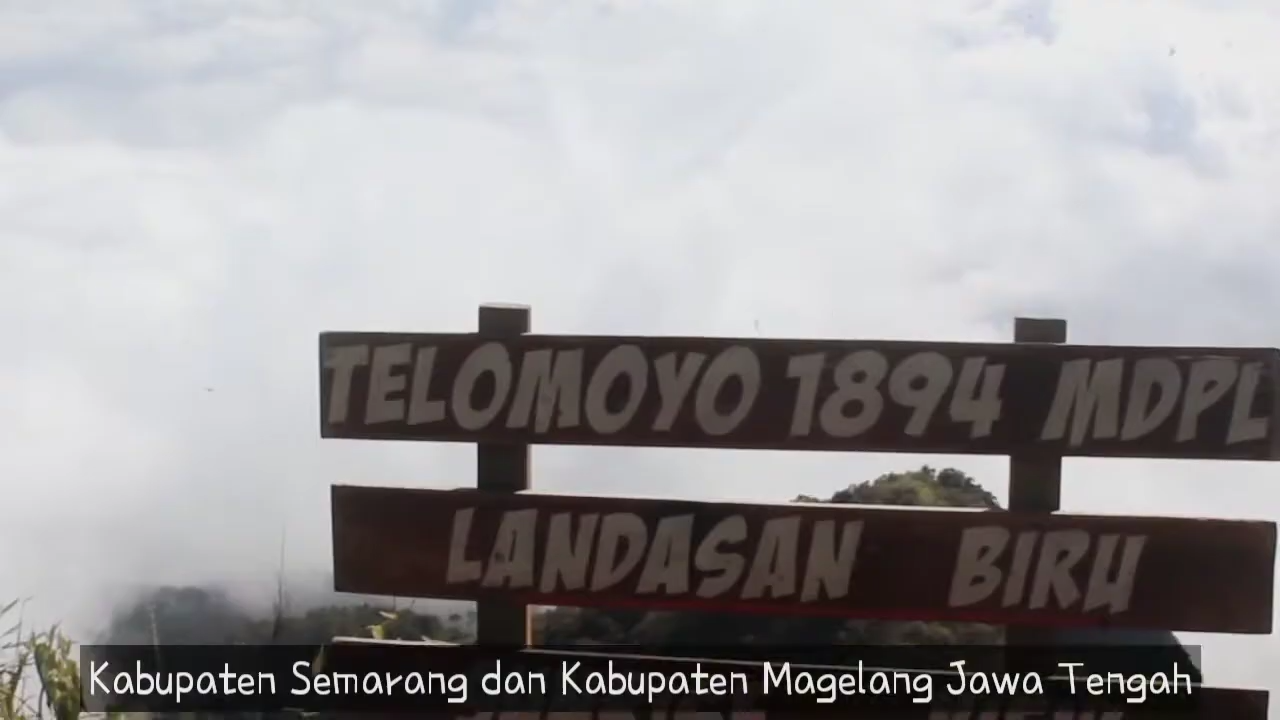 TELOMOYO 1894 MDPL
LANDASAN BIRU
Kabupaten Semarang dan Kabupaten Magelang Jawa Tengah